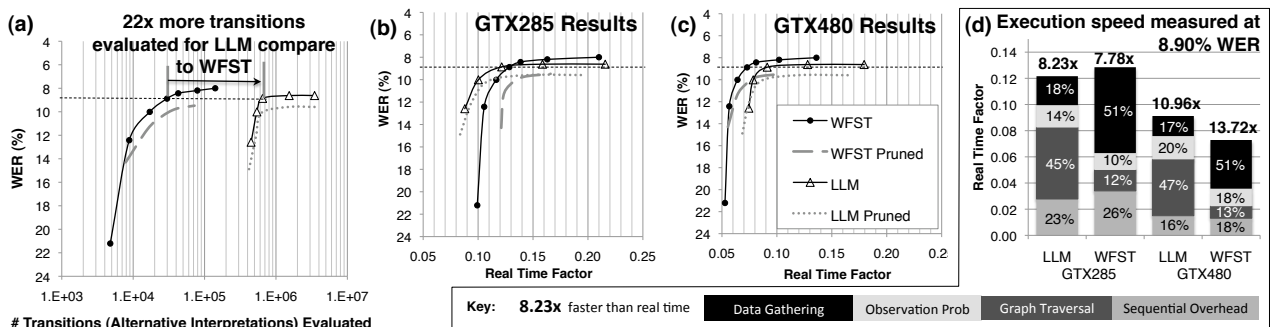 (a)
22x more transitions
evaluated for LLM compare
to WFST
WER (%)
0
2
4
6
8
10
12
14
16
18
20
22
24
1.E+03 1.E+04 1.E+05 1.E+06 1.E+07
# Transitions (Alternative Interpretations) Evaluated
(b) GTX285 Results
WER (%)
4
6
8
10
12
14
16
18
20
22
24
0.05 0.10 0.15 0.20 0.25
Real Time Factor
(c) GTX480 Results
WER (%)
4
6
8
10
12
14
16
18
20
22
24
0.05 0.10 0.15 0.20 0.2
Real Time Factor
WFST
WFST Pruned
LLM
LLM Pruned
(d) Execution speed measured at
8.90% WER
Real Time Factor
0.14
0.12
0.10
0.08
0.06
0.04
0.02
0.00
8.23x 7.78x 10.96x 13.72x
18% 14% 45% 23%
51% 10% 12% 26%
17% 20% 47% 16%
51% 18% 13% 18%
LLM WFST LLM WFST
GTX285 GTX480
Key: 8.23x faster than real time Data Gathering Observation Prob Graph Traversal Sequential Overhead